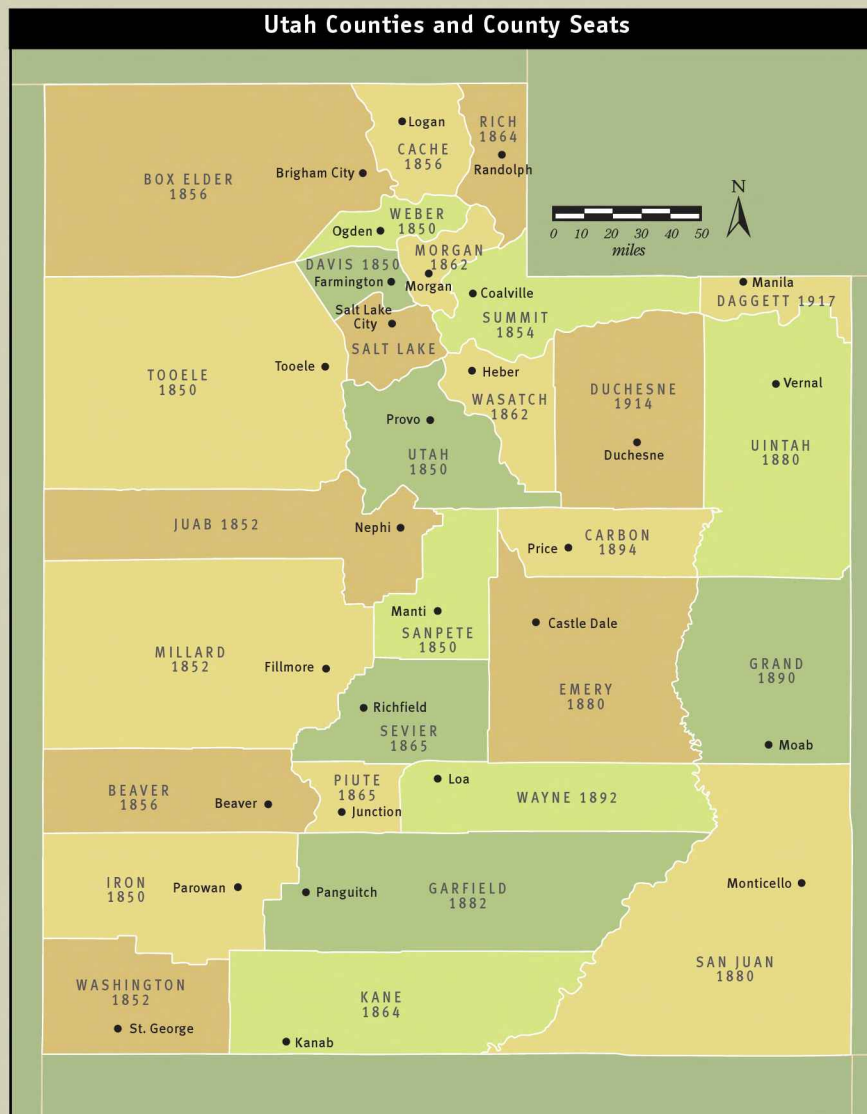 Utah Counties and County Seats
Logan
CACHE
1856
RICH
1864
Randolph
BOX ELDER
1856
Brigham City
WEBER
1850
Ogden
N
0 10 20 30 40 50
miles
MORGAN
1862
Morgan
DAVIS 1850
Farmington
Coalville
SUMMIT
1854
Manila
DAGGETT 1917
Salt Lake
City
SALT LAKE
TOOELE
1850
Tooele
Heber
WASATCH
1862
DUCHESNE
1914
Duchesne
Vernal
UINTAH
1880
Provo
UTAH
1850
JUAB 1852
Nephi
Price
CARBON
1894
Manti
SANPETE
1850
Castle Dale
EMERY
1880
MILLARD
1852
Fillmore
GRAND
1890
Moab
Richfield
SEVIER
1865
BEAVER
1856
Beaver
PIUTE
1865
Junction
Loa
WAYNE 1892
IRON
1850
Parowan
Panguitch
GARFIELD
1882
Monticello
SAN JUAN
1880
WASHINGTON
1852
St. George
KANE
1864
Kanab